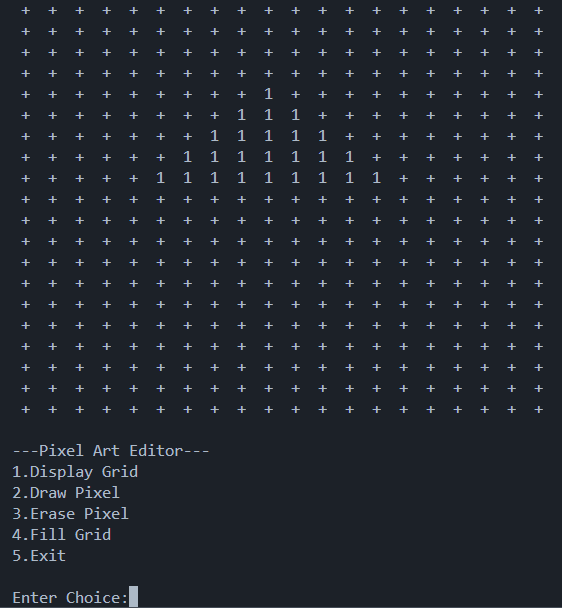 + + + + + + + + + + + + + + + + + + + +
+ + + + + + + + + + + + + + + + + + + +
+ + + + + + + + + + + + + + + + + + + +
+ + + + + + + + + + + + + + + + + + + +
+ + + + + + + + + 1 + + + + + + + + + +
+ + + + + + + + 1 1 1 + + + + + + + + +
+ + + + + + + 1 1 1 1 1 + + + + + + + +
+ + + + + + 1 1 1 1 1 1 1 + + + + + + +
+ + + + + 1 1 1 1 1 1 1 1 1 + + + + + +
+ + + + + + + + + + + + + + + + + + + +
+ + + + + + + + + + + + + + + + + + + +
+ + + + + + + + + + + + + + + + + + + +
+ + + + + + + + + + + + + + + + + + + +
+ + + + + + + + + + + + + + + + + + + +
+ + + + + + + + + + + + + + + + + + + +
+ + + + + + + + + + + + + + + + + + + +
+ + + + + + + + + + + + + + + + + + + +
+ + + + + + + + + + + + + + + + + + + +
+ + + + + + + + + + + + + + + + + + + +
+ + + + + + + + + + + + + + + + + + + +
---Pixel Art Editor---
1.Display Grid
2.Draw Pixel
3.Erase Pixel
4.Fill Grid
5.Exit
Enter Choice: